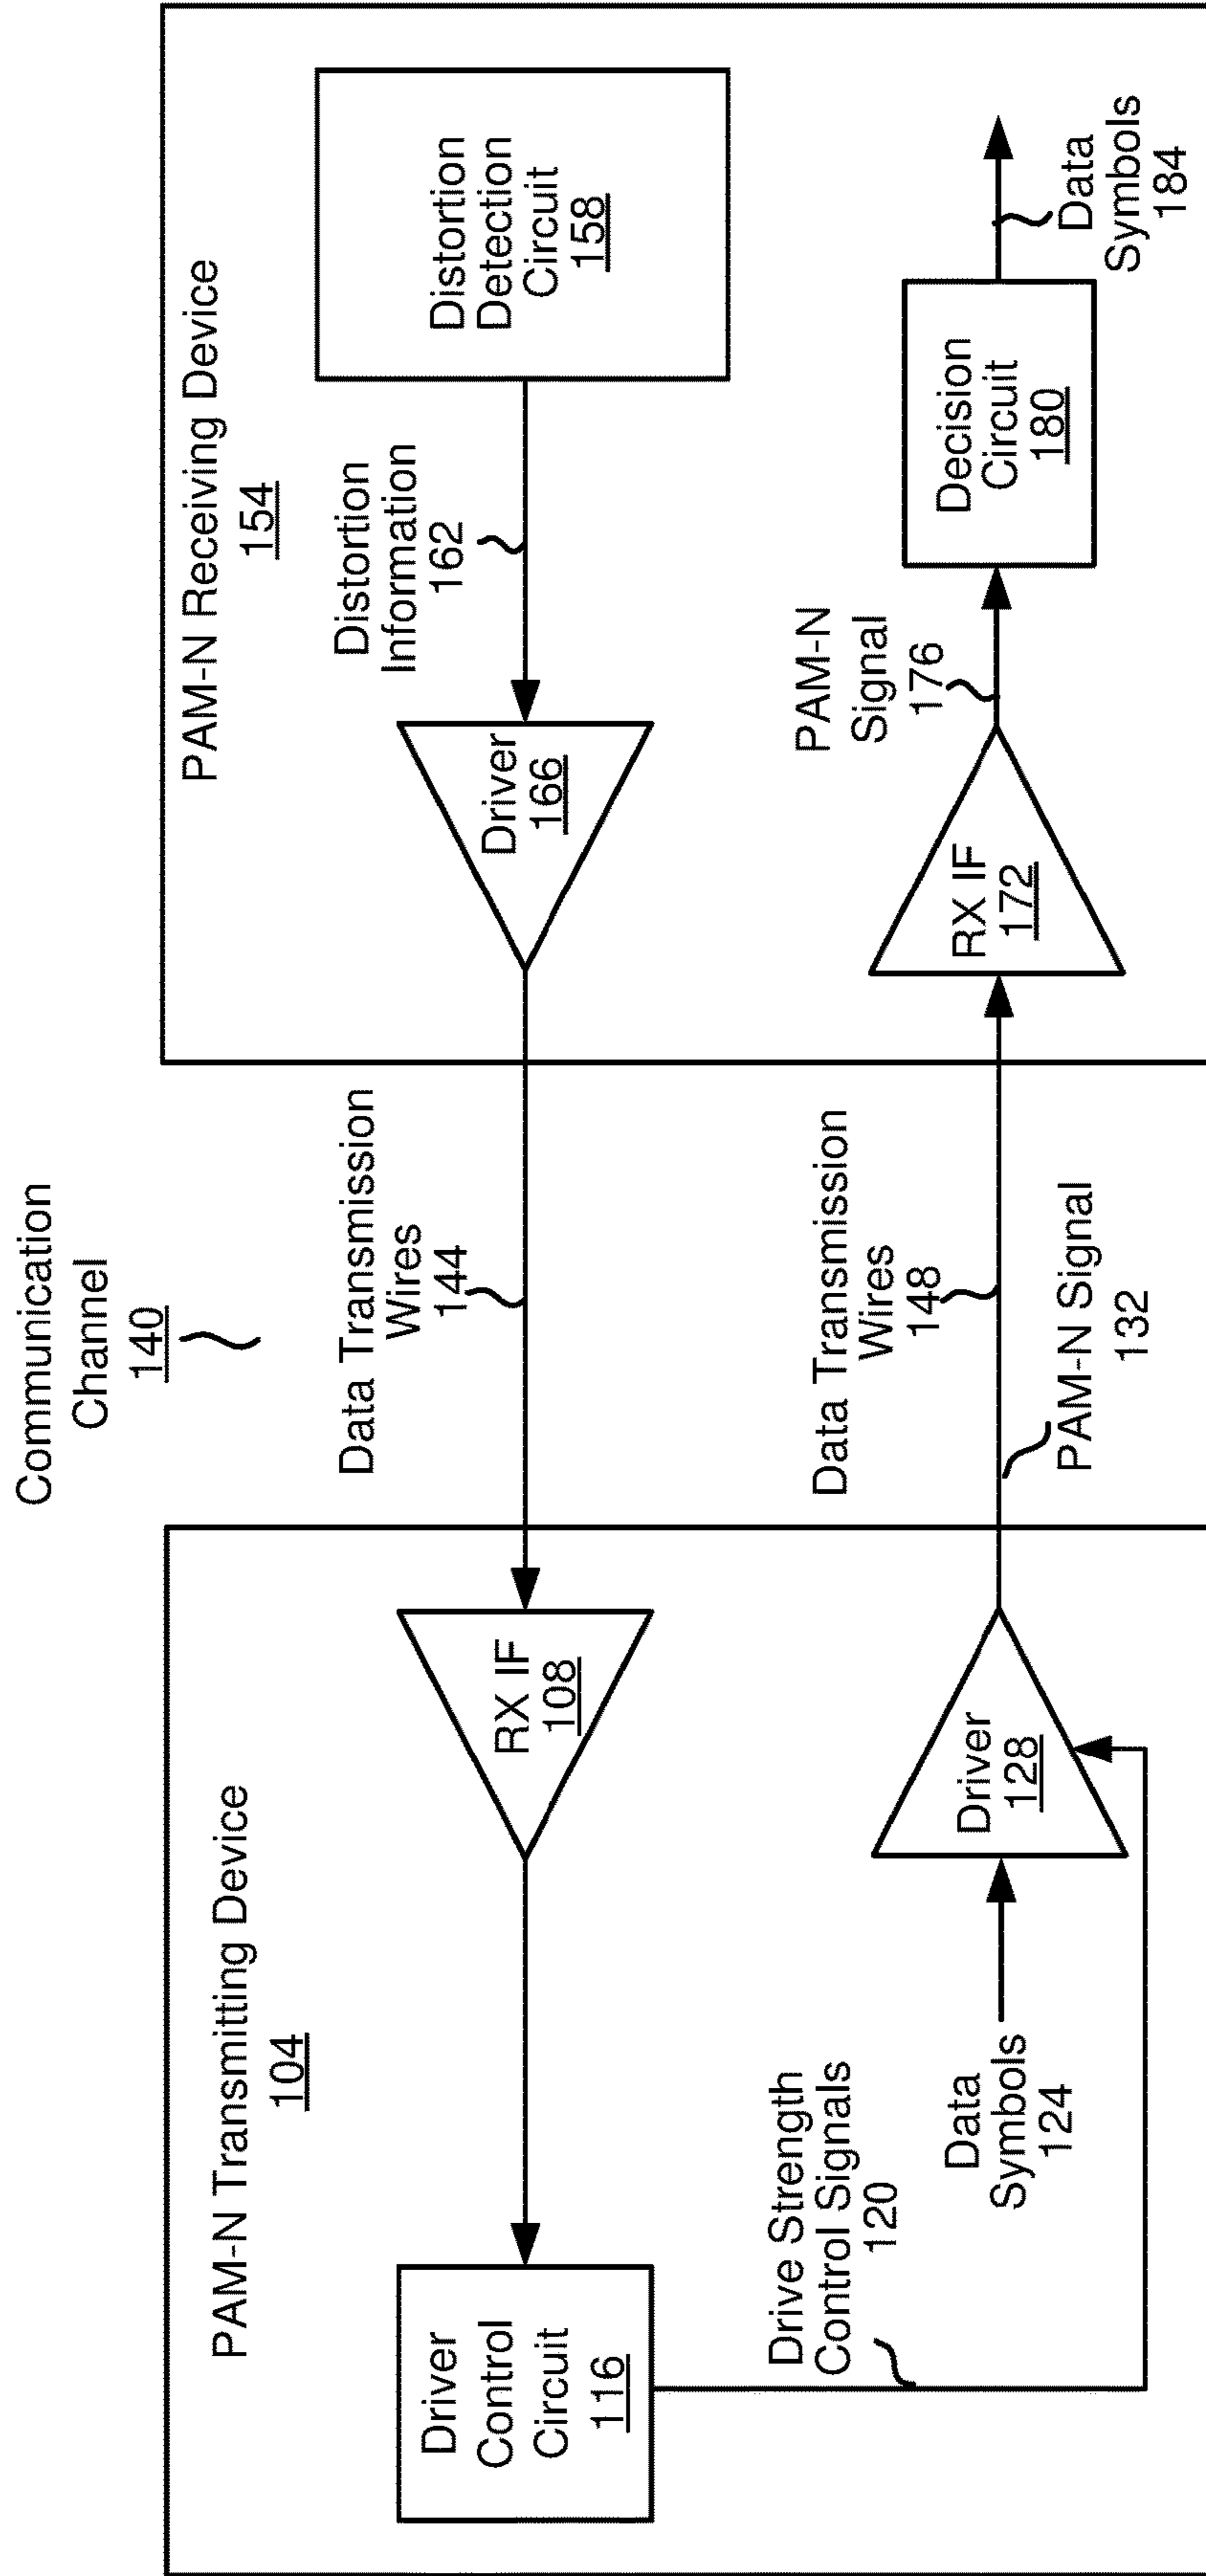 Communication
Channel
140
PAM-N Transmitting Device
104
PAM-N Receiving Device
154
Driver
Control
Circuit
116
RX IF
108
Data Transmission
Wires
144
Driver
166
Distortion
Information
162
Distortion
Detection
Circuit
158
Drive Strength
Control Signals
120
Data
Symbols
124
Driver
128
Data Transmission
Wires
148
PAM-N Signal
132
RX IF
172
PAM-N
Signal
176
Decision
Circuit
180
Data
Symbols
184